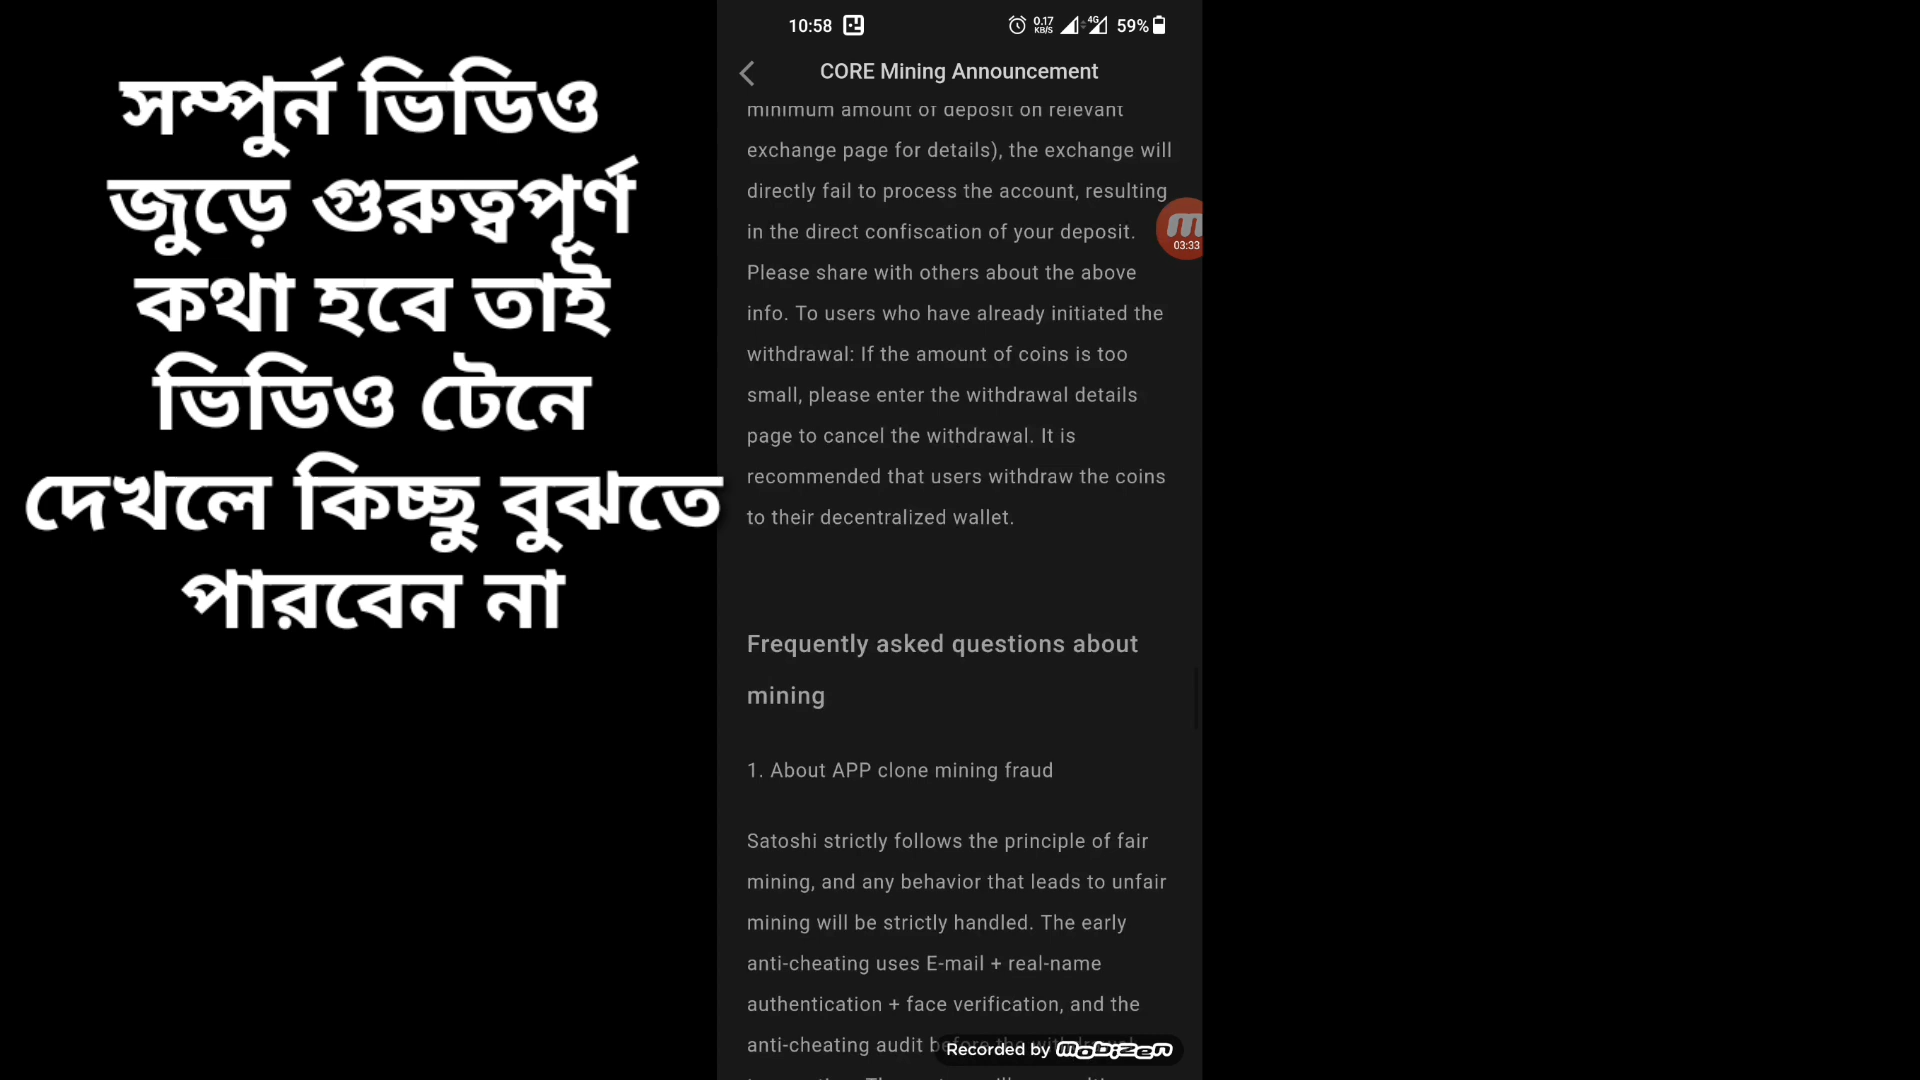 সম্পুর্ন ভিডিও
জুড়ে গুরুত্বপূর্ণ
কথা হবে তাই
ভিডিও টেনে
দেখলে কিচ্ছু বুঝতে
পারবেন না
10:58
0.17 KB/S 4G 59%
CORE Mining Announcement
minimum amount of deposit on relevant
exchange page for details), the exchange will
directly fail to process the account, resulting
in the direct confiscation of your deposit.
Please share with others about the above
info. To users who have already initiated the
withdrawal: If the amount of coins is too
small, please enter the withdrawal details
page to cancel the withdrawal. It is
recommended that users withdraw the coins
to their decentralized wallet.
m
03:33
Frequently asked questions about
mining
1. About APP clone mining fraud
Satoshi strictly follows the principle of fair
mining, and any behavior that leads to unfair
mining will be strictly handled. The early
anti-cheating uses E-mail + real-name
authentication + face verification, and the
anti-cheating audit
Recorded by mobizen